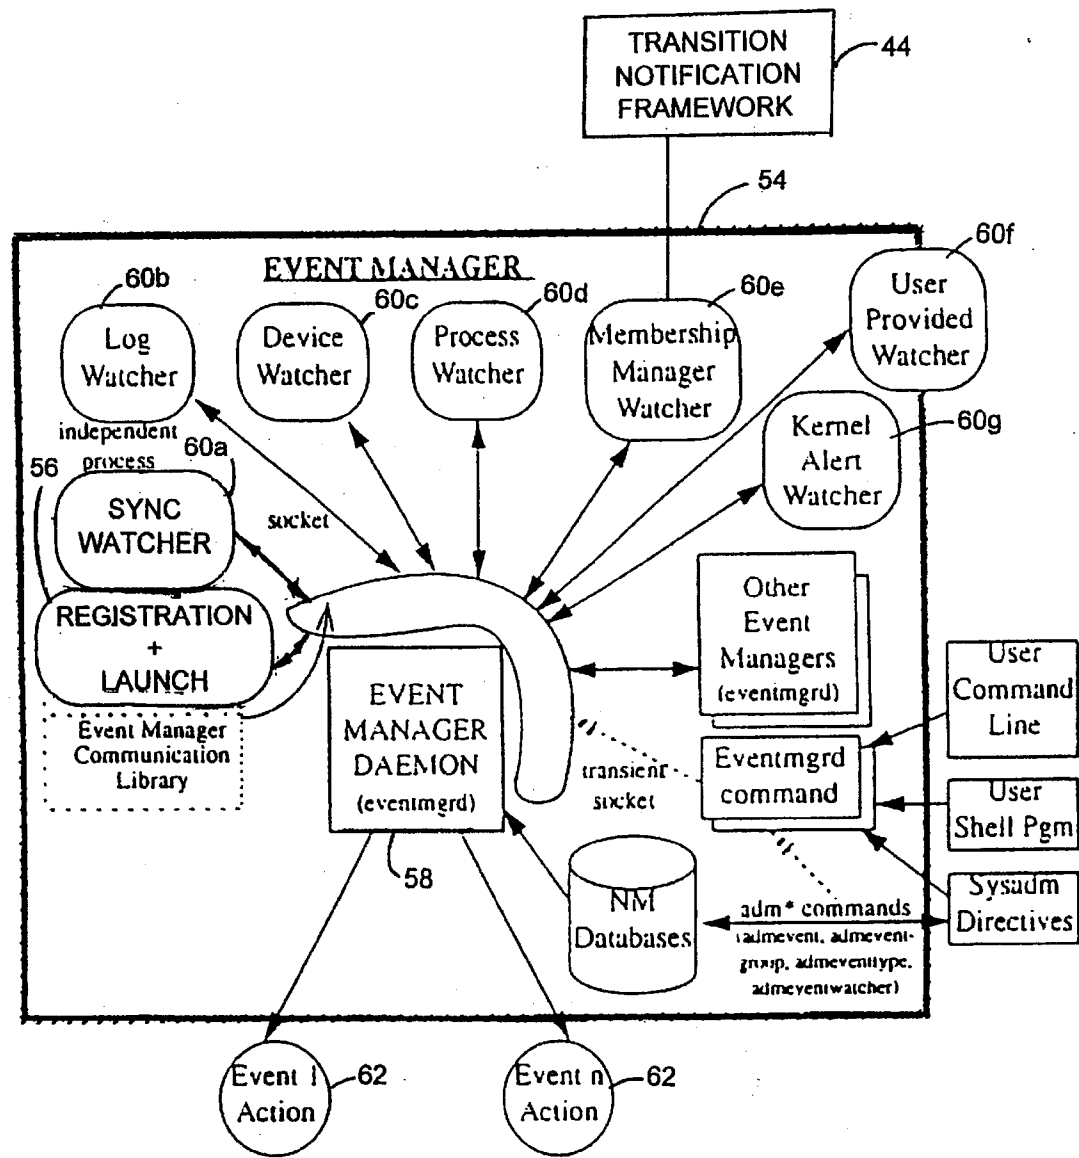 TRANSITION
NOTIFICATION
FRAMEWORK
44
54
EVENT MANAGER
60b
60c
60d
60e
60f
Log
Watcher
Device
Watcher
Process
Watcher
Membership
Manager
Watcher
User
Provided
Watcher
independent
process
60a
56
SYNC
WATCHER
socket
Kernel
Alert
Watcher
60g
REGISTRATION
+
LAUNCH
Event Manager
Communication
Library
EVENT
MANAGER
DAEMON
(eventmgrd)
58
Other
Event
Managers
(eventmgrd)
transient
socket
Eventmgrd
command
User
Command
Line
User
Shell Pgm
Sysadm
Directives
NM
Databases
adm* commands
(admevent, admevent-
group, admeventtype,
admeventwatcher)
Event 1
Action
62
Event n
Action
62